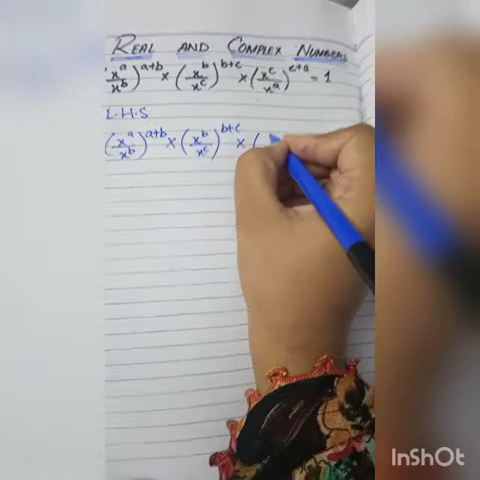 REAL AND COMPLEX NUMBERS
(x^a/x^b)^(a+b) × (x^b/x^c)^(b+c) × (x^c/x^a)^(c+a) = 1
L.H.S
(x^a/x^b)^(a+b) × (x^b/x^c)^(b+c) × (
InShOt